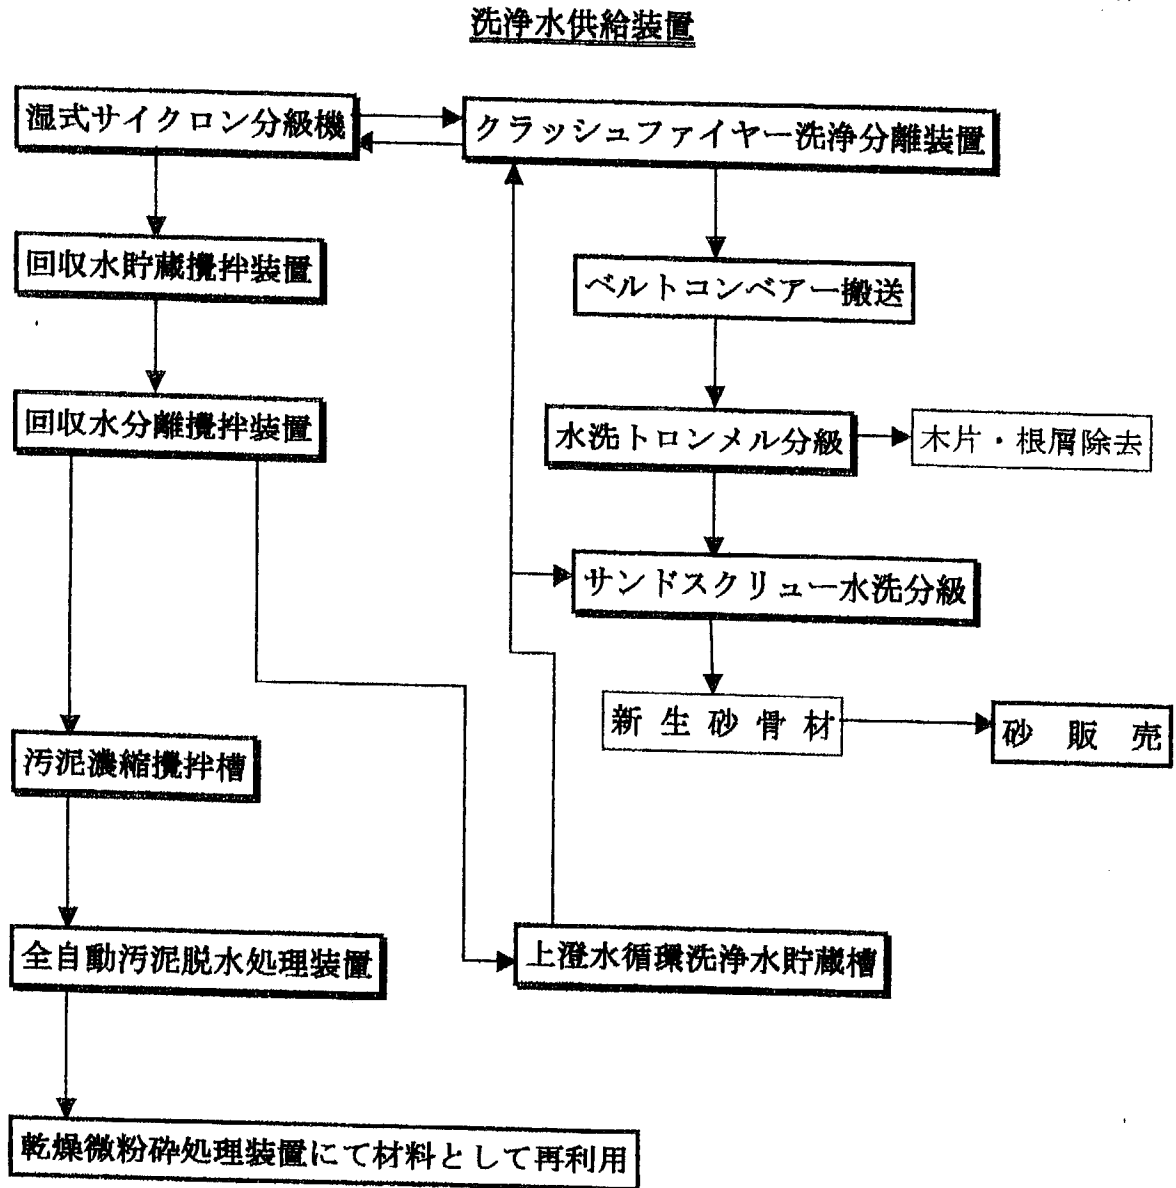 洗浄水供給装置
湿式サイクロン分級機
クラッシュファイヤー洗浄分離装置
回収水貯蔵攪拌装置
ベルトコンベアー搬送
回収水分離攪拌装置
水洗トロンメル分級
木片・根屑除去
サンドスクリュー水洗分級
新生砂骨材
砂販売
汚泥濃縮攪拌槽
全自動汚泥脱水処理装置
上澄水循環洗浄水貯蔵槽
乾燥微粉砕処理装置にて材料として再利用